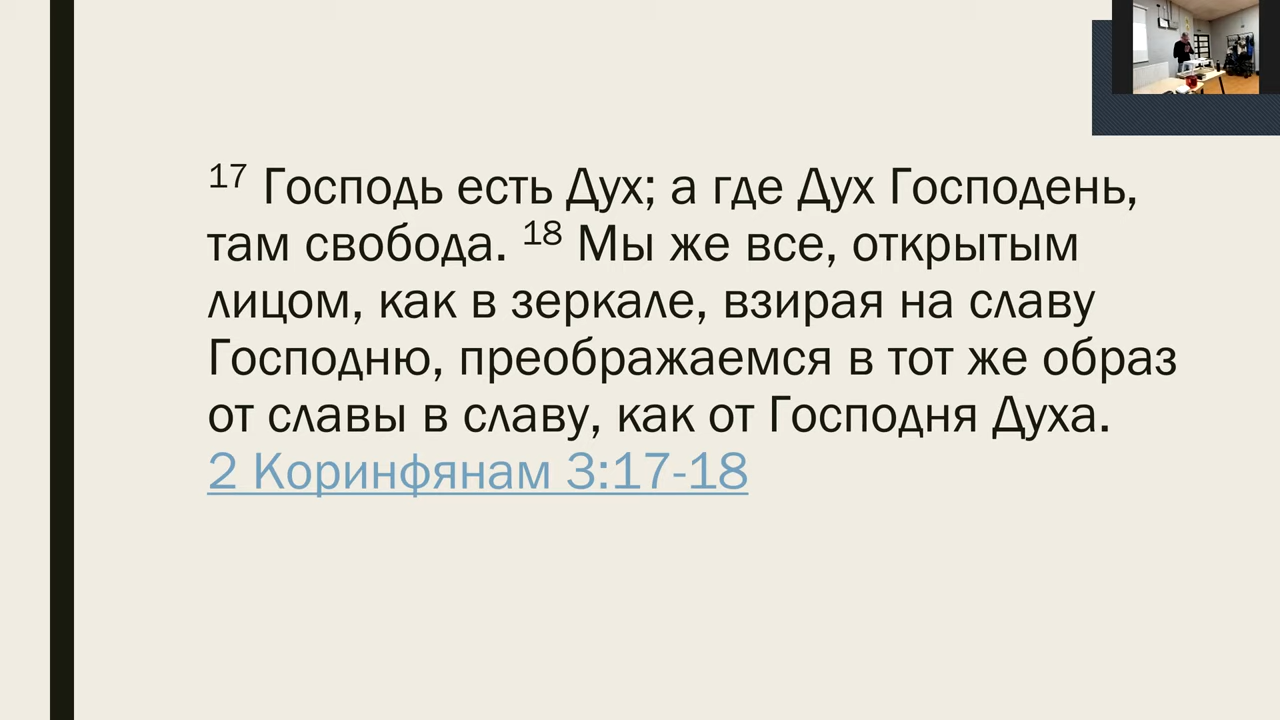 17 Господь есть Дух; а где Дух Господень,
там свобода. 18 Мы же все, открытым
лицом, как в зеркале, взирая на славу
Господню, преображаемся в тот же образ
от славы в славу, как от Господня Духа.
2 Коринфянам 3:17-18